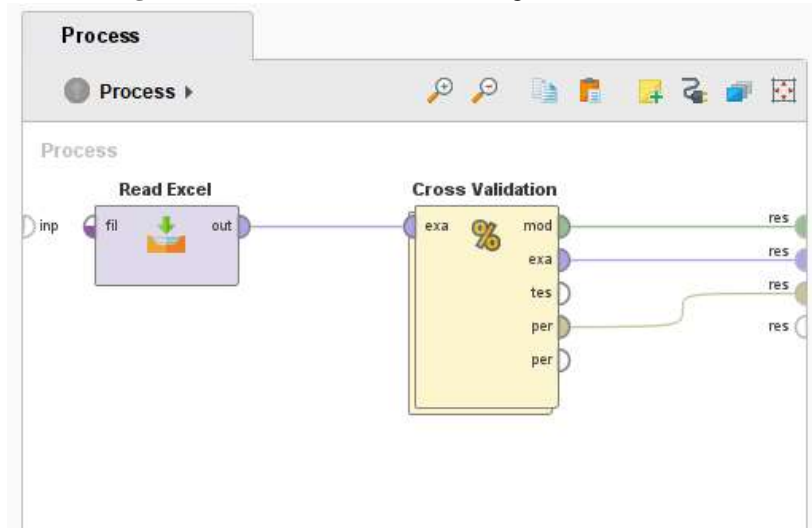 Process
Process
Process
Read Excel
Cross Validation
inp
fil
out
exa
mod
res
exa
res
tes
res
per
res
per